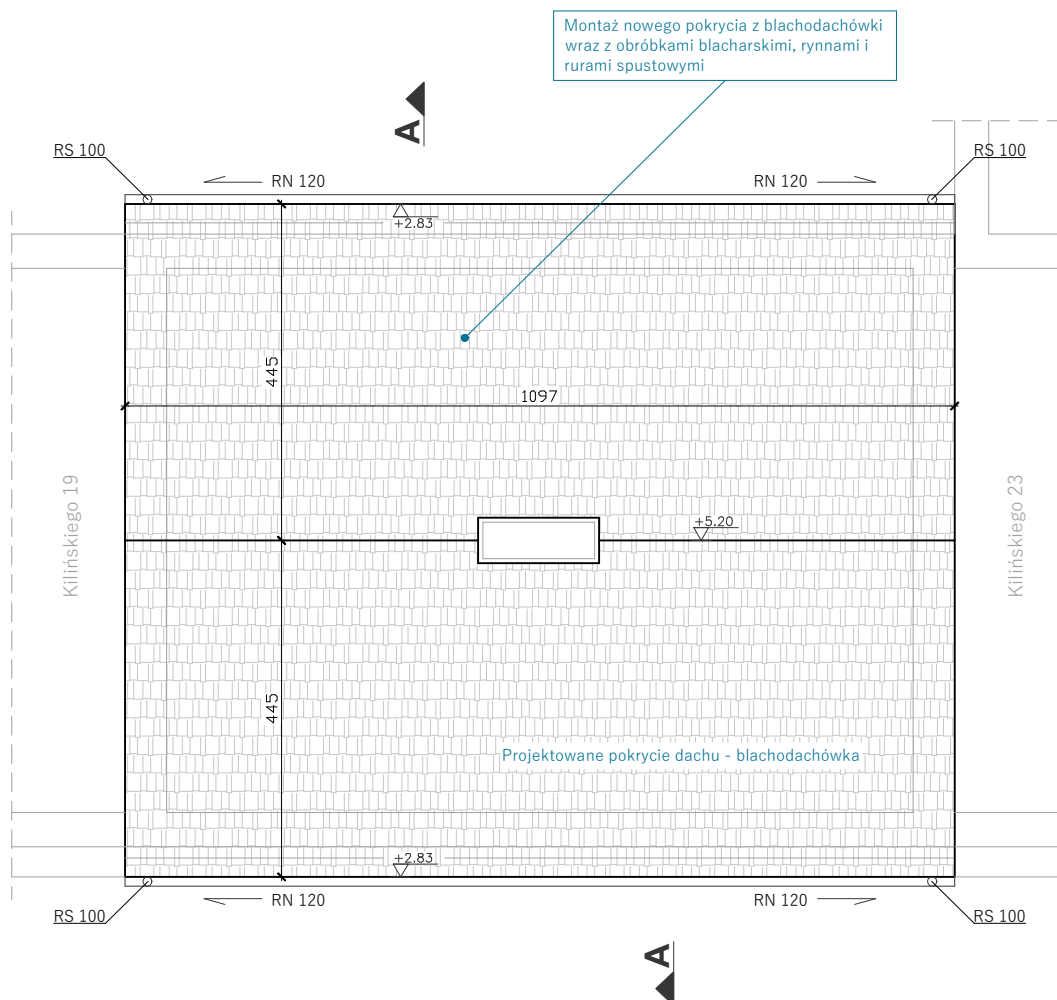 Montaż nowego pokrycia z blachodachówki
wraz z obróbkami blacharskimi, rynnami i
rurami spustowymi
A
RS 100
RS 100
RN 120
RN 120
+2.83
445
1097
Kilińskiego 19
Kilińskiego 23
+5.20
445
Projektowane pokrycie dachu - blachodachówka
+2.83
RN 120
RN 120
RS 100
RS 100
A